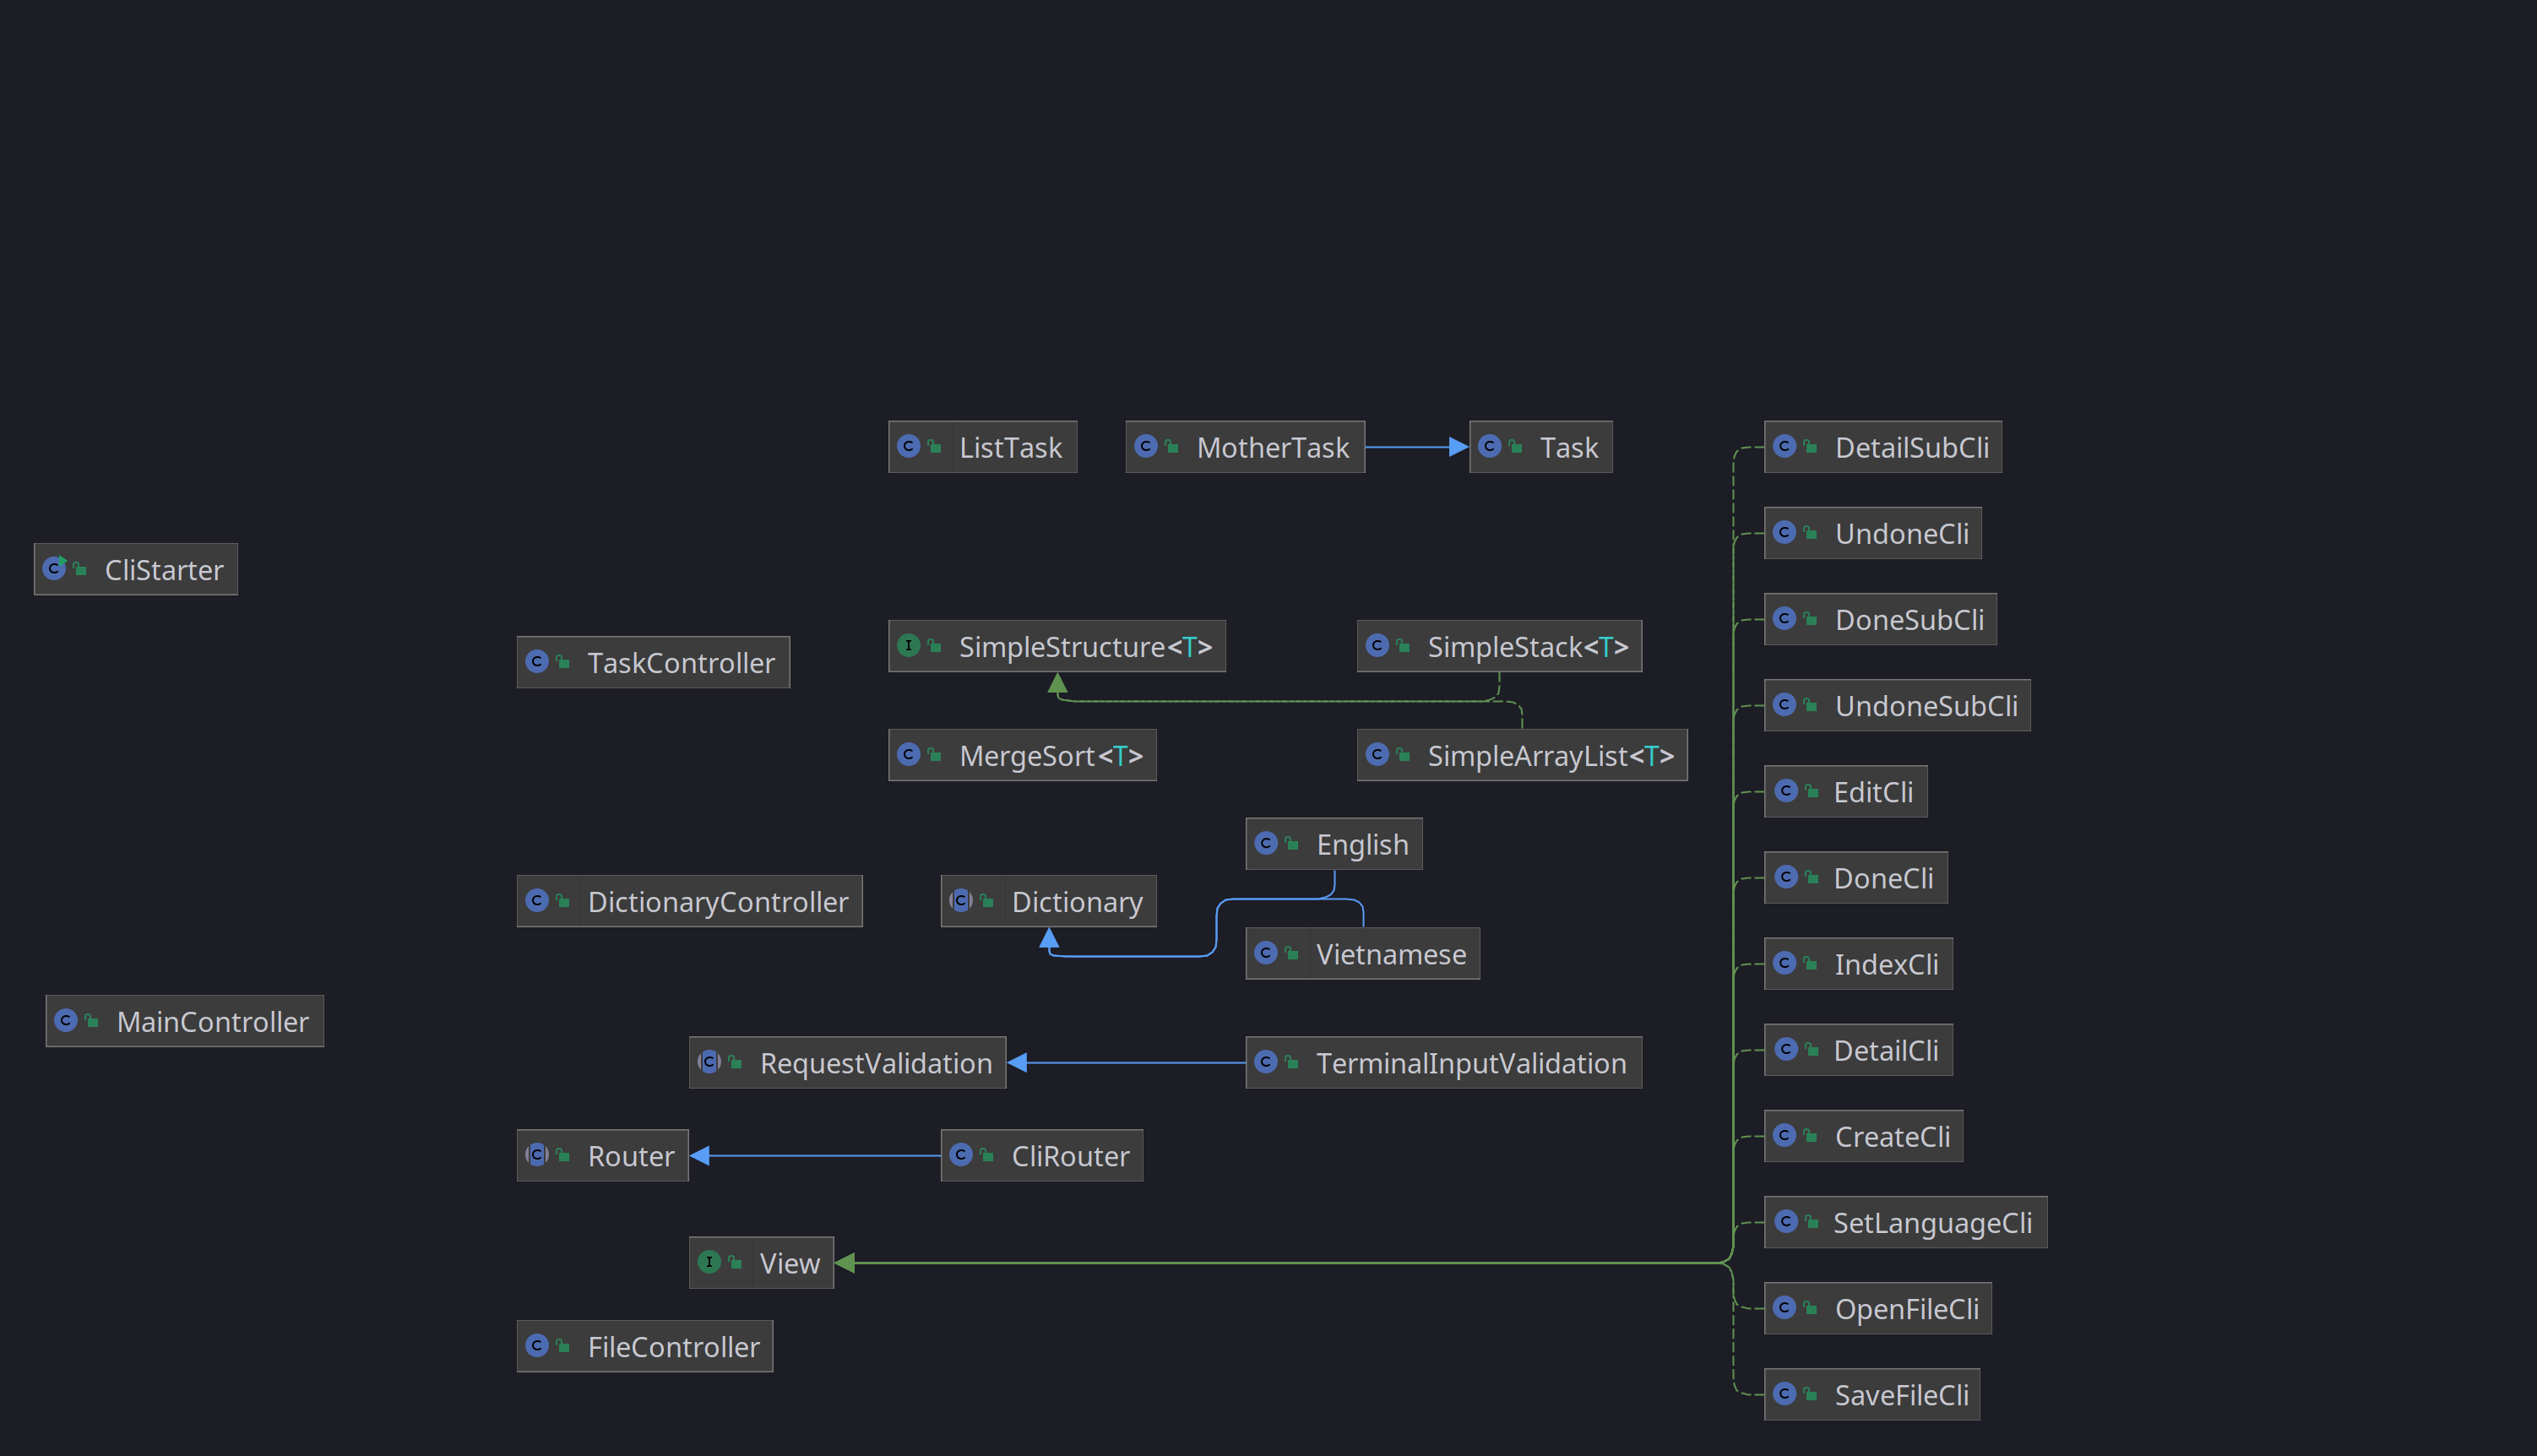 ListTask
MotherTask
Task
DetailSubCli
UndoneCli
CliStarter
DoneSubCli
TaskController
SimpleStructure<T>
SimpleStack<T>
UndoneSubCli
MergeSort<T>
SimpleArrayList<T>
EditCli
English
DoneCli
DictionaryController
Dictionary
Vietnamese
IndexCli
MainController
RequestValidation
TerminalInputValidation
DetailCli
Router
CliRouter
CreateCli
SetLanguageCli
View
OpenFileCli
FileController
SaveFileCli